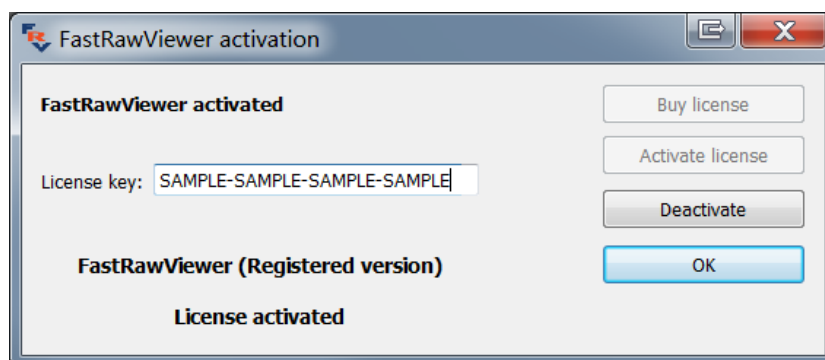 FastRawViewer activation
FastRawViewer activated
Buy license
Activate license
License key: SAMPLE-SAMPLE-SAMPLE-SAMPLE
Deactivate
FastRawViewer (Registered version)
OK
License activated